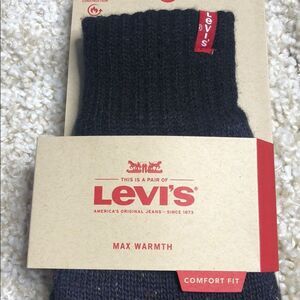 Levi's
THIS IS A PAIR OF
Levi's®
AMERICA'S ORIGINAL JEANS - SINCE 1873
MAX WARMTH
COMFORT FIT